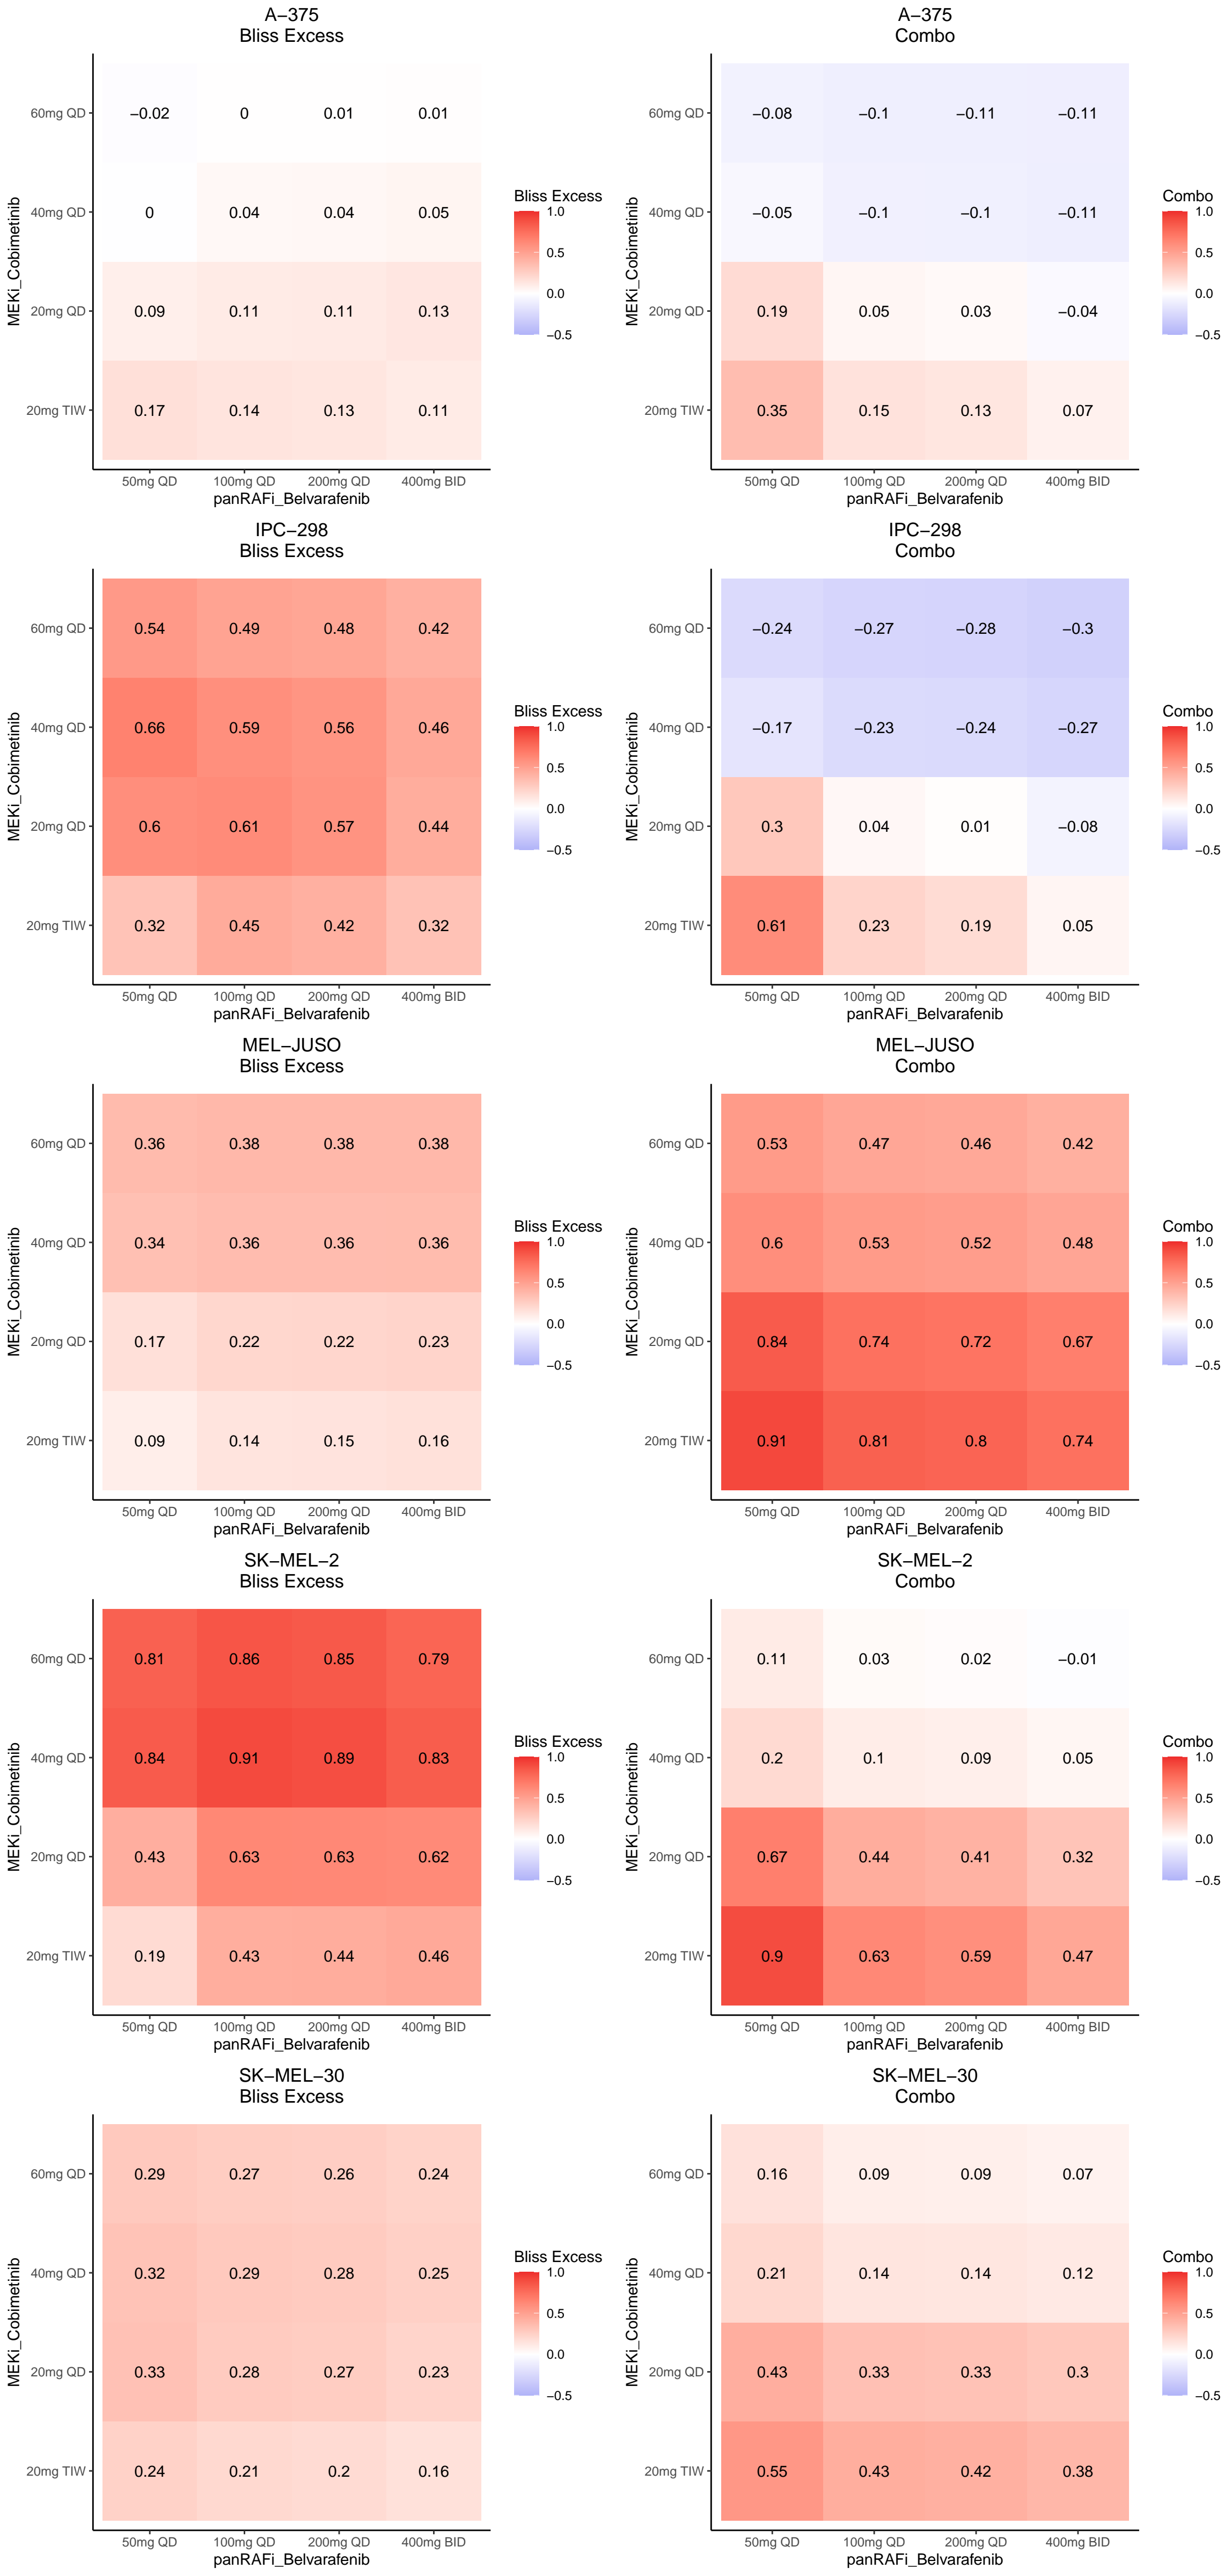 A−375
Bliss Excess
60mg QD
−0.02 0 0.01 0.01
40mg QD
0 0.04 0.04 0.05
20mg QD
0.09 0.11 0.11 0.13
20mg TIW
0.17 0.14 0.13 0.11
50mg QD 100mg QD 200mg QD 400mg BID
panRAFi_Belvarafenib
MEKi_Cobimetinib
Bliss Excess
1.0
0.5
0.0
−0.5
A−375
Combo
60mg QD
−0.08 −0.1 −0.11 −0.11
40mg QD
−0.05 −0.1 −0.1 −0.11
20mg QD
0.19 0.05 0.03 −0.04
20mg TIW
0.35 0.15 0.13 0.07
50mg QD 100mg QD 200mg QD 400mg BID
panRAFi_Belvarafenib
MEKi_Cobimetinib
Combo
1.0
0.5
0.0
−0.5
IPC−298
Bliss Excess
60mg QD
0.54 0.49 0.48 0.42
40mg QD
0.66 0.59 0.56 0.46
20mg QD
0.6 0.61 0.57 0.44
20mg TIW
0.32 0.45 0.42 0.32
50mg QD 100mg QD 200mg QD 400mg BID
panRAFi_Belvarafenib
MEKi_Cobimetinib
Bliss Excess
1.0
0.5
0.0
−0.5
IPC−298
Combo
60mg QD
−0.24 −0.27 −0.28 −0.3
40mg QD
−0.17 −0.23 −0.24 −0.27
20mg QD
0.3 0.04 0.01 −0.08
20mg TIW
0.61 0.23 0.19 0.05
50mg QD 100mg QD 200mg QD 400mg BID
panRAFi_Belvarafenib
MEKi_Cobimetinib
Combo
1.0
0.5
0.0
−0.5
MEL−JUSO
Bliss Excess
60mg QD
0.36 0.38 0.38 0.38
40mg QD
0.34 0.36 0.36 0.36
20mg QD
0.17 0.22 0.22 0.23
20mg TIW
0.09 0.14 0.15 0.16
50mg QD 100mg QD 200mg QD 400mg BID
panRAFi_Belvarafenib
MEKi_Cobimetinib
Bliss Excess
1.0
0.5
0.0
−0.5
MEL−JUSO
Combo
60mg QD
0.53 0.47 0.46 0.42
40mg QD
0.6 0.53 0.52 0.48
20mg QD
0.84 0.74 0.72 0.67
20mg TIW
0.91 0.81 0.8 0.74
50mg QD 100mg QD 200mg QD 400mg BID
panRAFi_Belvarafenib
MEKi_Cobimetinib
Combo
1.0
0.5
0.0
−0.5
SK−MEL−2
Bliss Excess
60mg QD
0.81 0.86 0.85 0.79
40mg QD
0.84 0.91 0.89 0.83
20mg QD
0.43 0.63 0.63 0.62
20mg TIW
0.19 0.43 0.44 0.46
50mg QD 100mg QD 200mg QD 400mg BID
panRAFi_Belvarafenib
MEKi_Cobimetinib
Bliss Excess
1.0
0.5
0.0
−0.5
SK−MEL−2
Combo
60mg QD
0.11 0.03 0.02 −0.01
40mg QD
0.2 0.1 0.09 0.05
20mg QD
0.67 0.44 0.41 0.32
20mg TIW
0.9 0.63 0.59 0.47
50mg QD 100mg QD 200mg QD 400mg BID
panRAFi_Belvarafenib
MEKi_Cobimetinib
Combo
1.0
0.5
0.0
−0.5
SK−MEL−30
Bliss Excess
60mg QD
0.29 0.27 0.26 0.24
40mg QD
0.32 0.29 0.28 0.25
20mg QD
0.33 0.28 0.27 0.23
20mg TIW
0.24 0.21 0.2 0.16
50mg QD 100mg QD 200mg QD 400mg BID
panRAFi_Belvarafenib
MEKi_Cobimetinib
Bliss Excess
1.0
0.5
0.0
−0.5
SK−MEL−30
Combo
60mg QD
0.16 0.09 0.09 0.07
40mg QD
0.21 0.14 0.14 0.12
20mg QD
0.43 0.33 0.33 0.3
20mg TIW
0.55 0.43 0.42 0.38
50mg QD 100mg QD 200mg QD 400mg BID
panRAFi_Belvarafenib
MEKi_Cobimetinib
Combo
1.0
0.5
0.0
−0.5